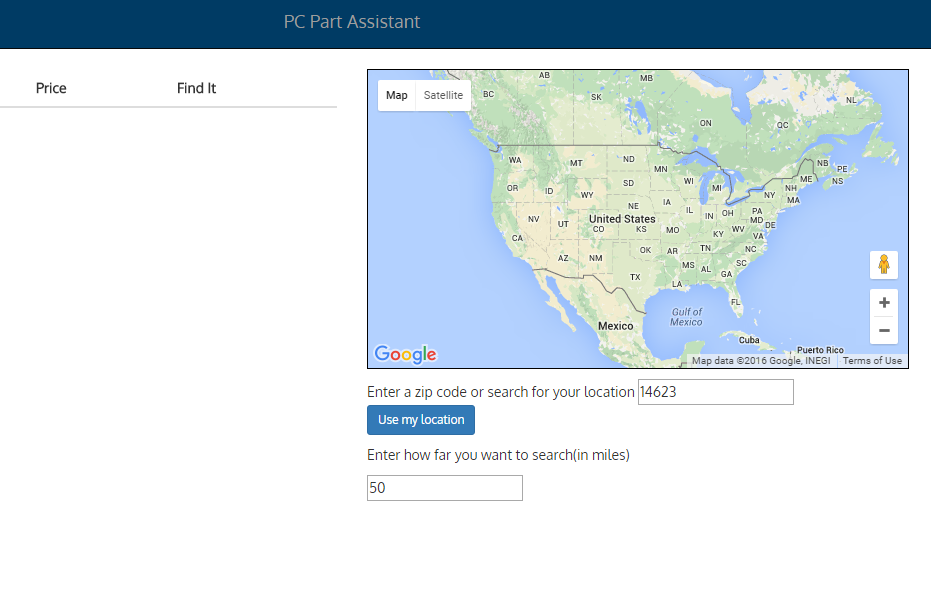 PC Part Assistant
Price Find It
Map Satellite
AB
MB
BC
SK
NL
ON
QC
WA
MT
ND
MN
NB
PE
OR
ID
SD
WI
MI
ME
NS
WY
NY
NH
MA
NE
IA
IL
IN
OH
PA
NV
UT
United States
CO
KS
MO
KY
WV
MD
DE
VA
CA
OK
AR
TN
NC
AZ
NM
MS
AL
SC
GA
TX
LA
FL
Gulf of
Mexico
Mexico
Cuba
Puerto Rico
Google
Map data ©2016 Google, INEGI Terms of Use
Enter a zip code or search for your location 14623
Use my location
Enter how far you want to search(in miles)
50